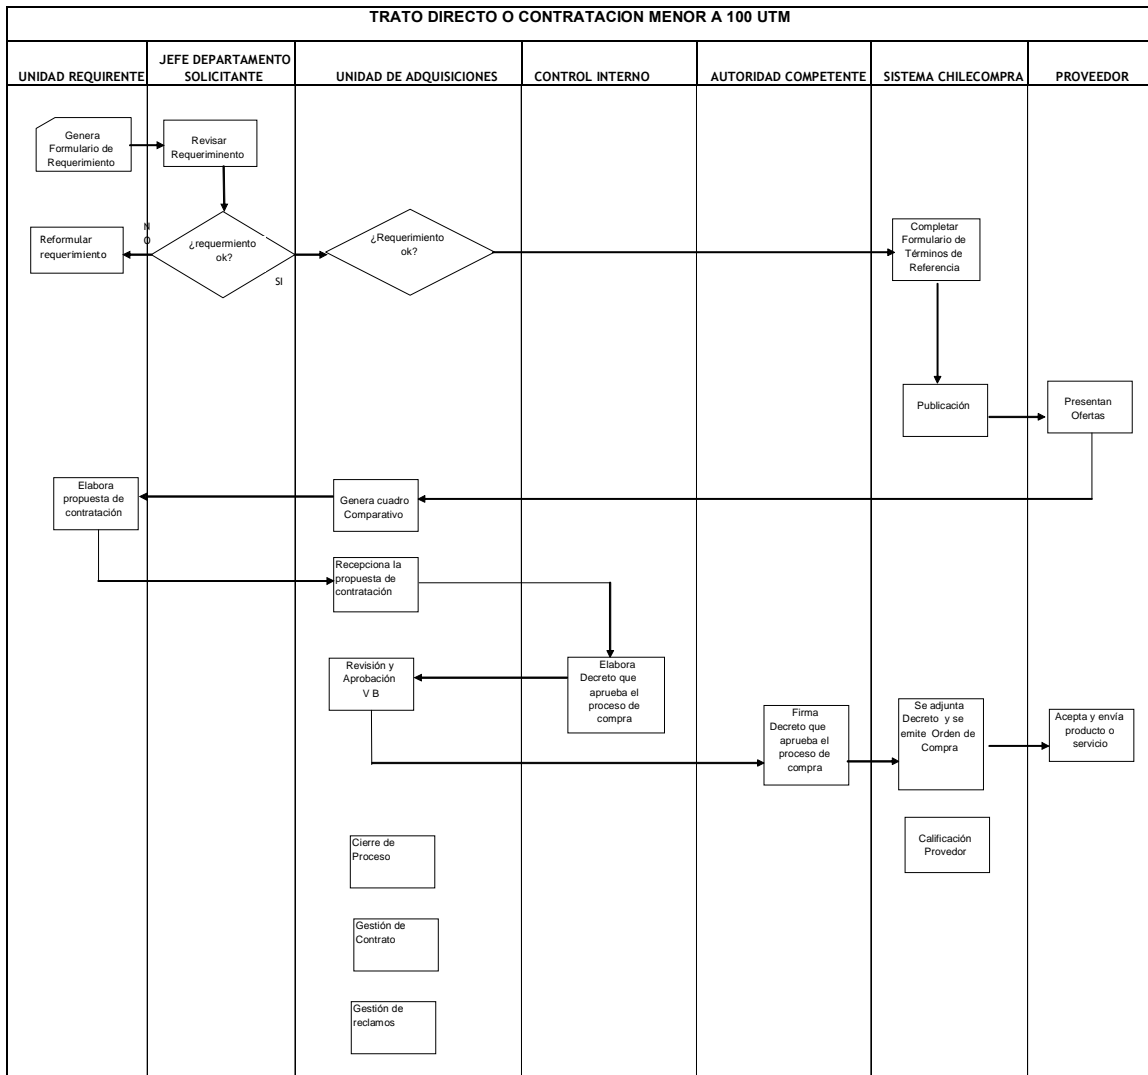 TRATO DIRECTO O CONTRATACION MENOR A 100 UTM
UNIDAD REQUIRENTE
JEFE DEPARTAMENTO
SOLICITANTE
UNIDAD DE ADQUISICIONES
CONTROL INTERNO
AUTORIDAD COMPETENTE
SISTEMA CHILECOMPRA
PROVEEDOR
Genera
Formulario de
Requerimiento
Revisar
Requeriminento
Reformular
requerimiento
N
O
¿requermiento
ok?
SI
¿Requerimiento
ok?
Completar
Formulario de
Términos de
Referencia
Publicación
Presentan
Ofertas
Elabora
propuesta de
contratación
Genera cuadro
Comparativo
Recepciona la
propuesta de
contratación
Revisión y
Aprobación
V B
Elabora
Decreto que
aprueba el
proceso de
compra
Firma
Decreto que
aprueba el
proceso de
compra
Se adjunta
Decreto y se
emite Orden de
Compra
Acepta y envía
producto o
servicio
Cierre de
Proceso
Calificación
Provedor
Gestión de
Contrato
Gestión de
reclamos